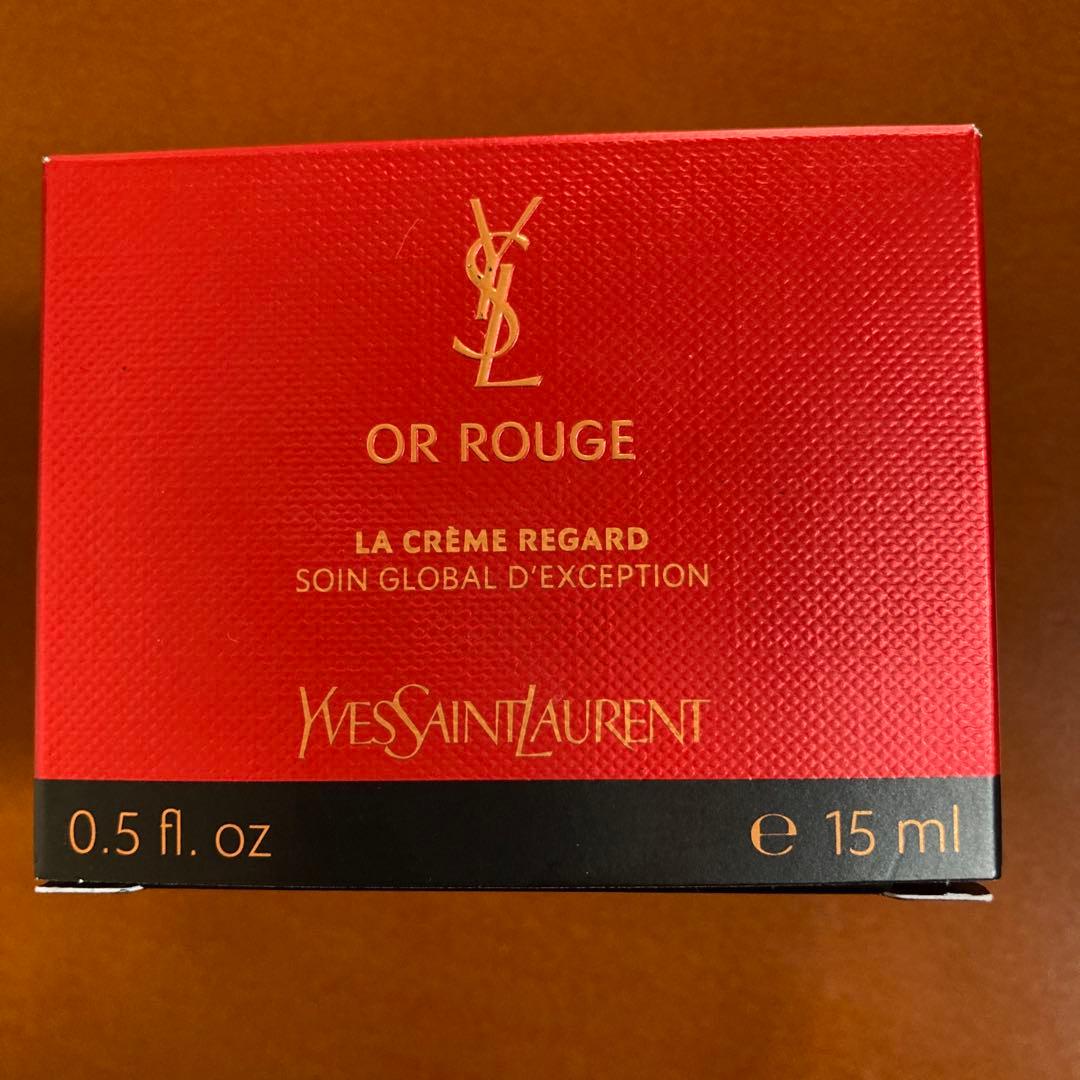 YSL
OR ROUGE
LA CRÈME REGARD
SOIN GLOBAL D'EXCEPTION
YVESSAINTLAURENT
0.5 fl. oz ℮ 15 ml